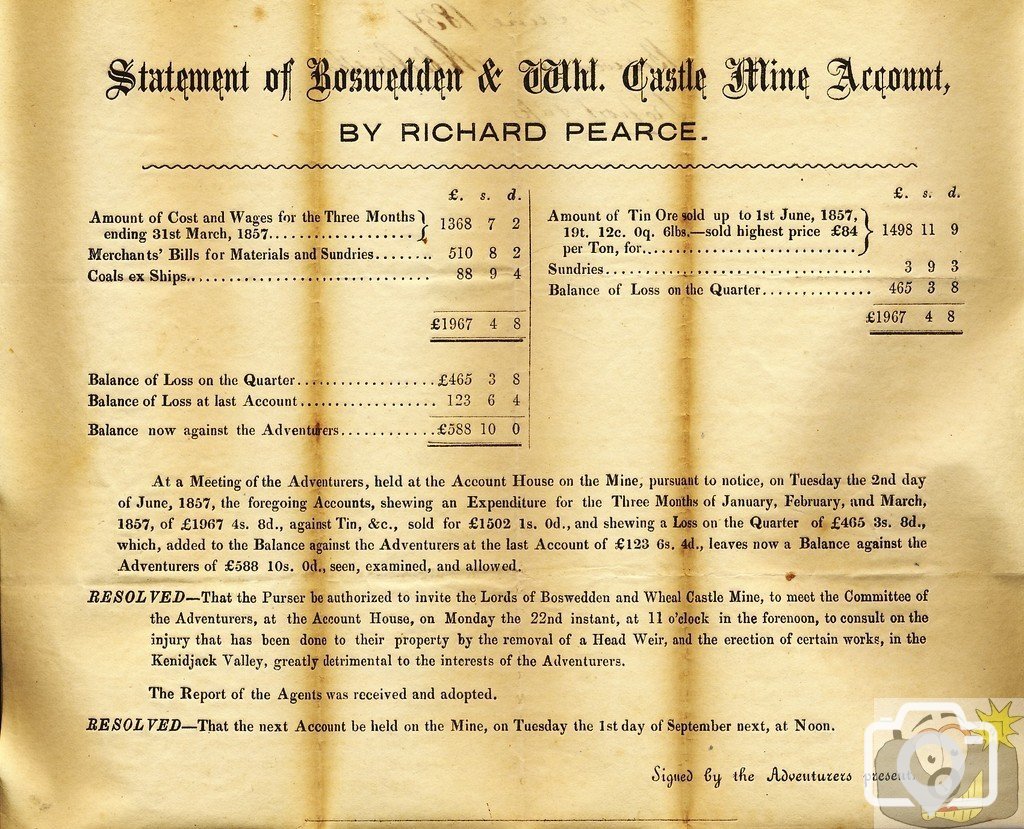 Statement of Boswedden & Whl. Castle Mine Account,
BY RICHARD PEARCE.
£. s. d.
Amount of Cost and Wages for the Three Months
ending 31st March, 1857.................. 1368 7 2
Merchants' Bills for Materials and Sundries........ 510 8 2
Coals ex Ships.................................. 88 9 4
£1967 4 8
£. s. d.
Amount of Tin Ore sold up to 1st June, 1857,
19t. 12c. 0q. 6lbs.—sold highest price £84 1498 11 9
per Ton, for..............................
Sundries.................................. 3 9 3
Balance of Loss on the Quarter.............. 465 3 8
£1967 4 8
Balance of Loss on the Quarter..................£465 3 8
Balance of Loss at last Account.................. 123 6 4
Balance now against the Adventurers............£588 10 0
At a Meeting of the Adventurers, held at the Account House on the Mine, pursuant to notice, on Tuesday the 2nd day
of June, 1857, the foregoing Accounts, shewing an Expenditure for the Three Months of January, February, and March,
1857, of £1967 4s. 8d., against Tin, &c., sold for £1502 1s. 0d., and shewing a Loss on the Quarter of £465 3s. 8d.,
which, added to the Balance against the Adventurers at the last Account of £123 6s. 4d., leaves now a Balance against the
Adventurers of £588 10s. 0d., seen, examined, and allowed.
RESOLVED—That the Purser be authorized to invite the Lords of Boswedden and Wheal Castle Mine, to meet the Committee of
the Adventurers, at the Account House, on Monday the 22nd instant, at 11 o'clock in the forenoon, to consult on the
injury that has been done to their property by the removal of a Head Weir, and the erection of certain works, in the
Kenidjack Valley, greatly detrimental to the interests of the Adventurers.
The Report of the Agents was received and adopted.
RESOLVED—That the next Account be held on the Mine, on Tuesday the 1st day of September next, at Noon.
Signed by the Adventurers present.